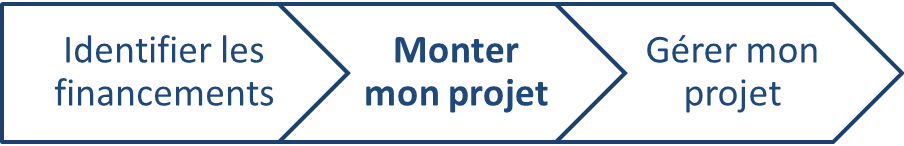 Identifier les
financements
Monter
mon projet
Gérer mon
projet